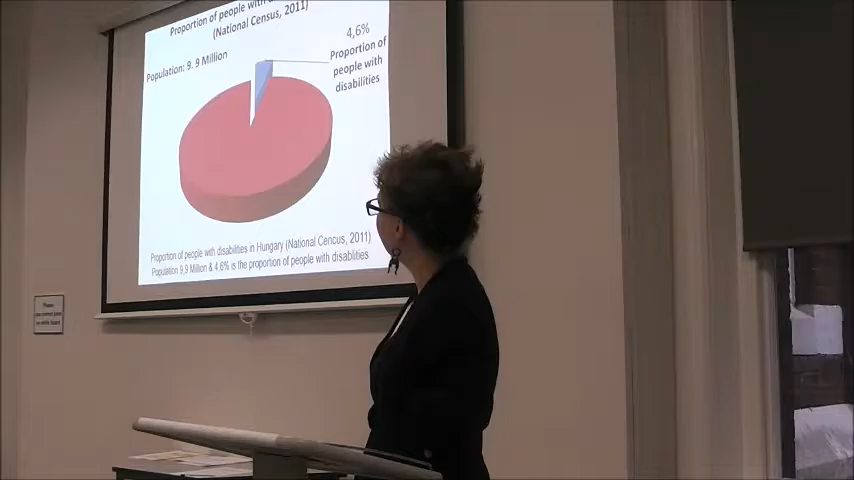 Proportion of people with
(National Census, 2011)
4,6%
Proportion of
people with
disabilities
Population: 9. 9 Million
Proportion of people with disabilities in Hungary (National Cencus, 2011)
Population 9,9 Million & 4,6% is the proportion of people with disablities
Please